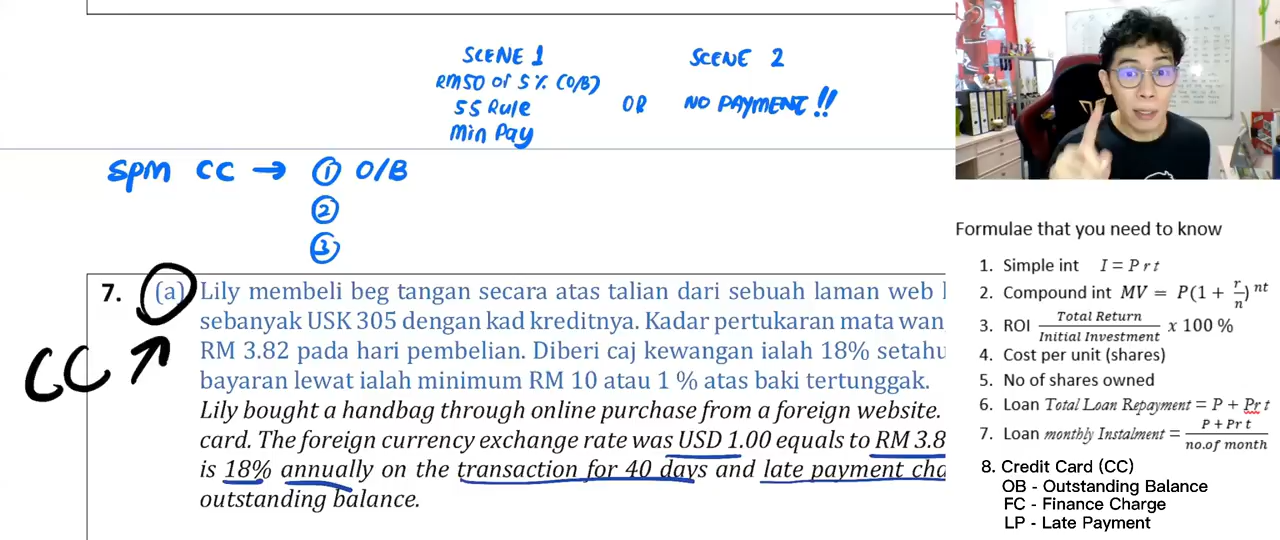 SCENE 1
RM50 or 5% (O/B)
55 Rule
Min Pay
OR
SCENE 2
NO PAYMENT!!
SPM CC → ① O/B
②
③
CC
7. (a) Lily membeli beg tangan secara atas talian dari sebuah laman web
sebanyak USK 305 dengan kad kreditnya. Kadar pertukaran mata wan
RM 3.82 pada hari pembelian. Diberi caj kewangan ialah 18% setahu
bayaran lewat ialah minimum RM 10 atau 1 % atas baki tertunggak.
Lily bought a handbag through online purchase from a foreign website.
card. The foreign currency exchange rate was USD 1.00 equals to RM 3.8
is 18% annually on the transaction for 40 days and late payment cha
outstanding balance.
Formulae that you need to know
1. Simple int I = P r t
2. Compound int MV = P(1 + r/n)^nt
3. ROI Total Return / Initial Investment x 100 %
4. Cost per unit (shares)
5. No of shares owned
6. Loan Total Loan Repayment = P + Pr t
7. Loan monthly Instalment = P + Pr t / no.of month
8. Credit Card (CC)
OB - Outstanding Balance
FC - Finance Charge
LP - Late Payment